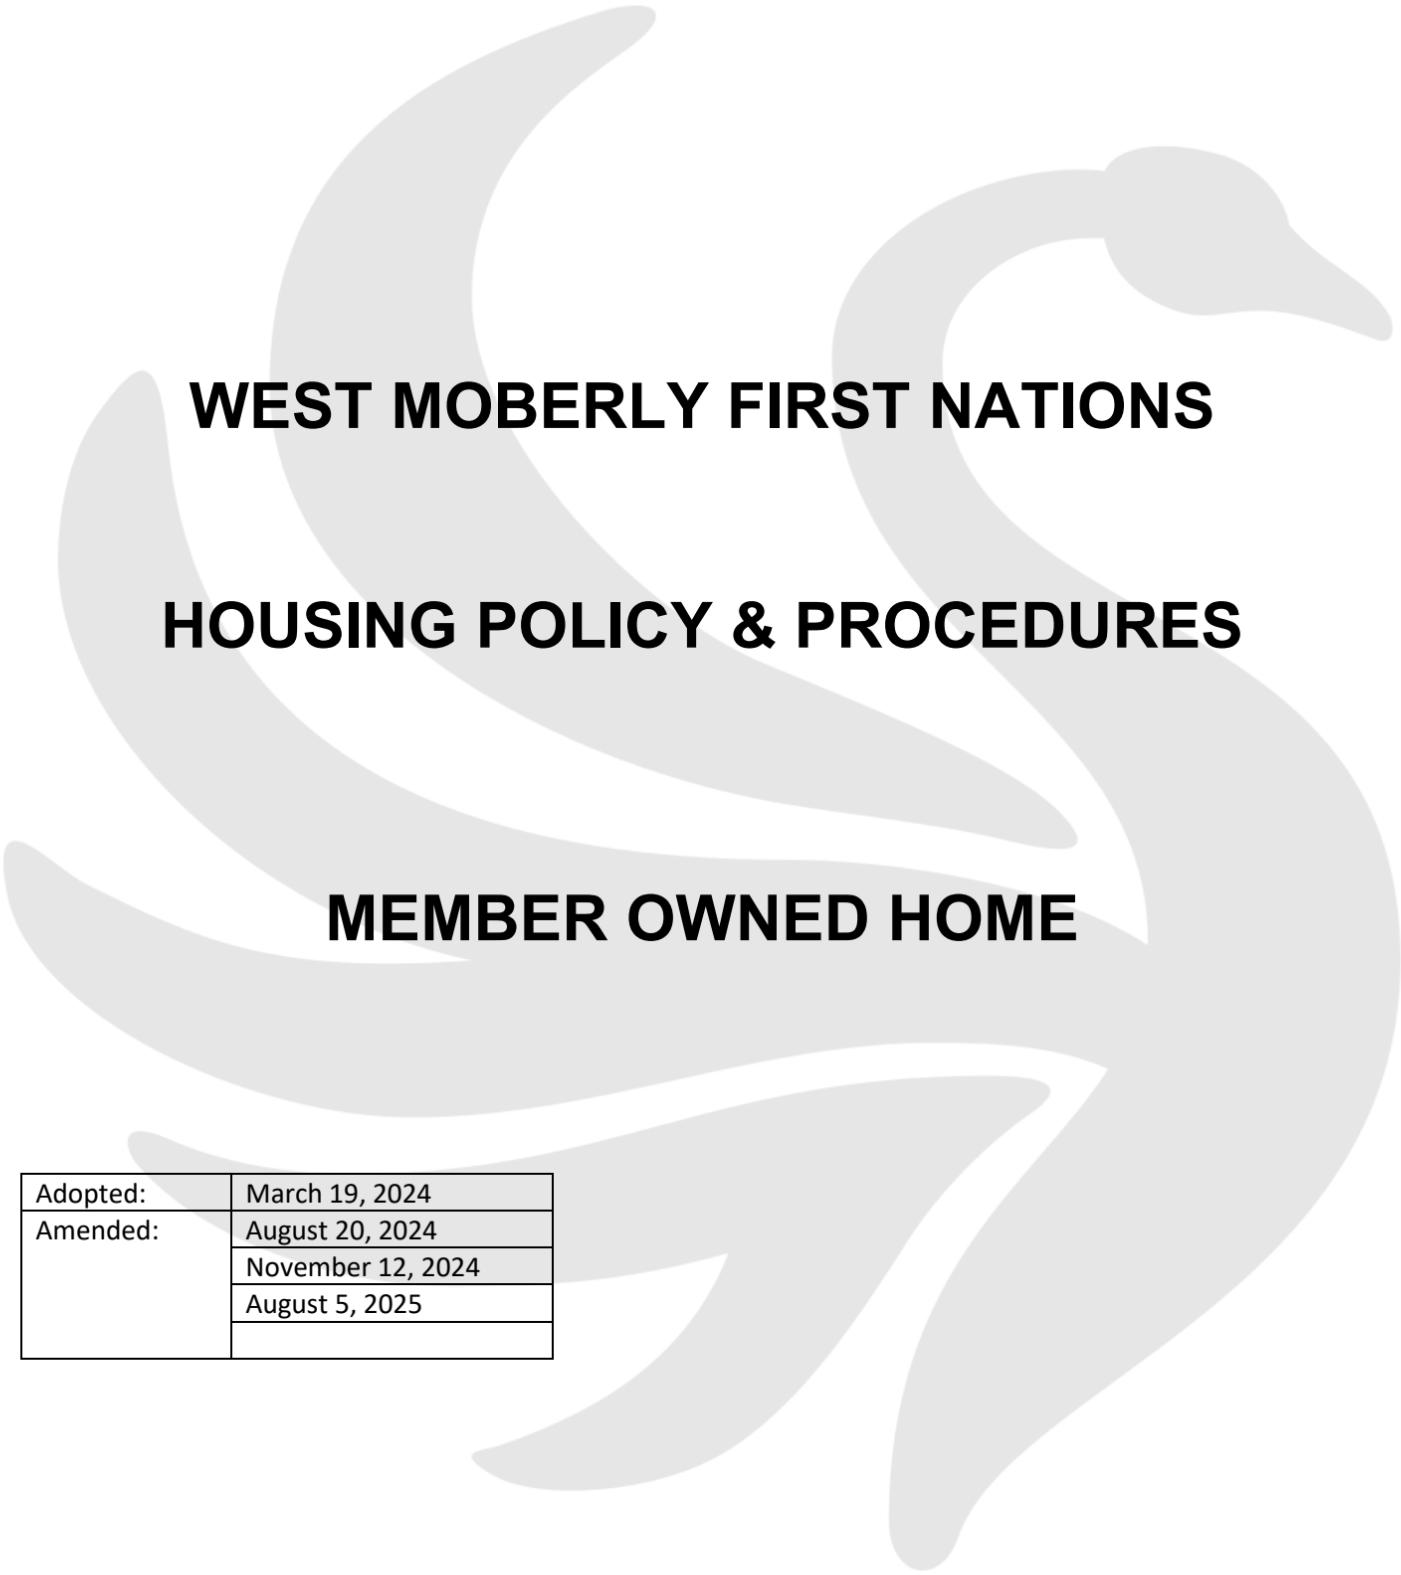 WEST MOBERLY FIRST NATIONS
HOUSING POLICY & PROCEDURES
MEMBER OWNED HOME
Adopted: March 19, 2024
Amended: August 20, 2024
November 12, 2024
August 5, 2025